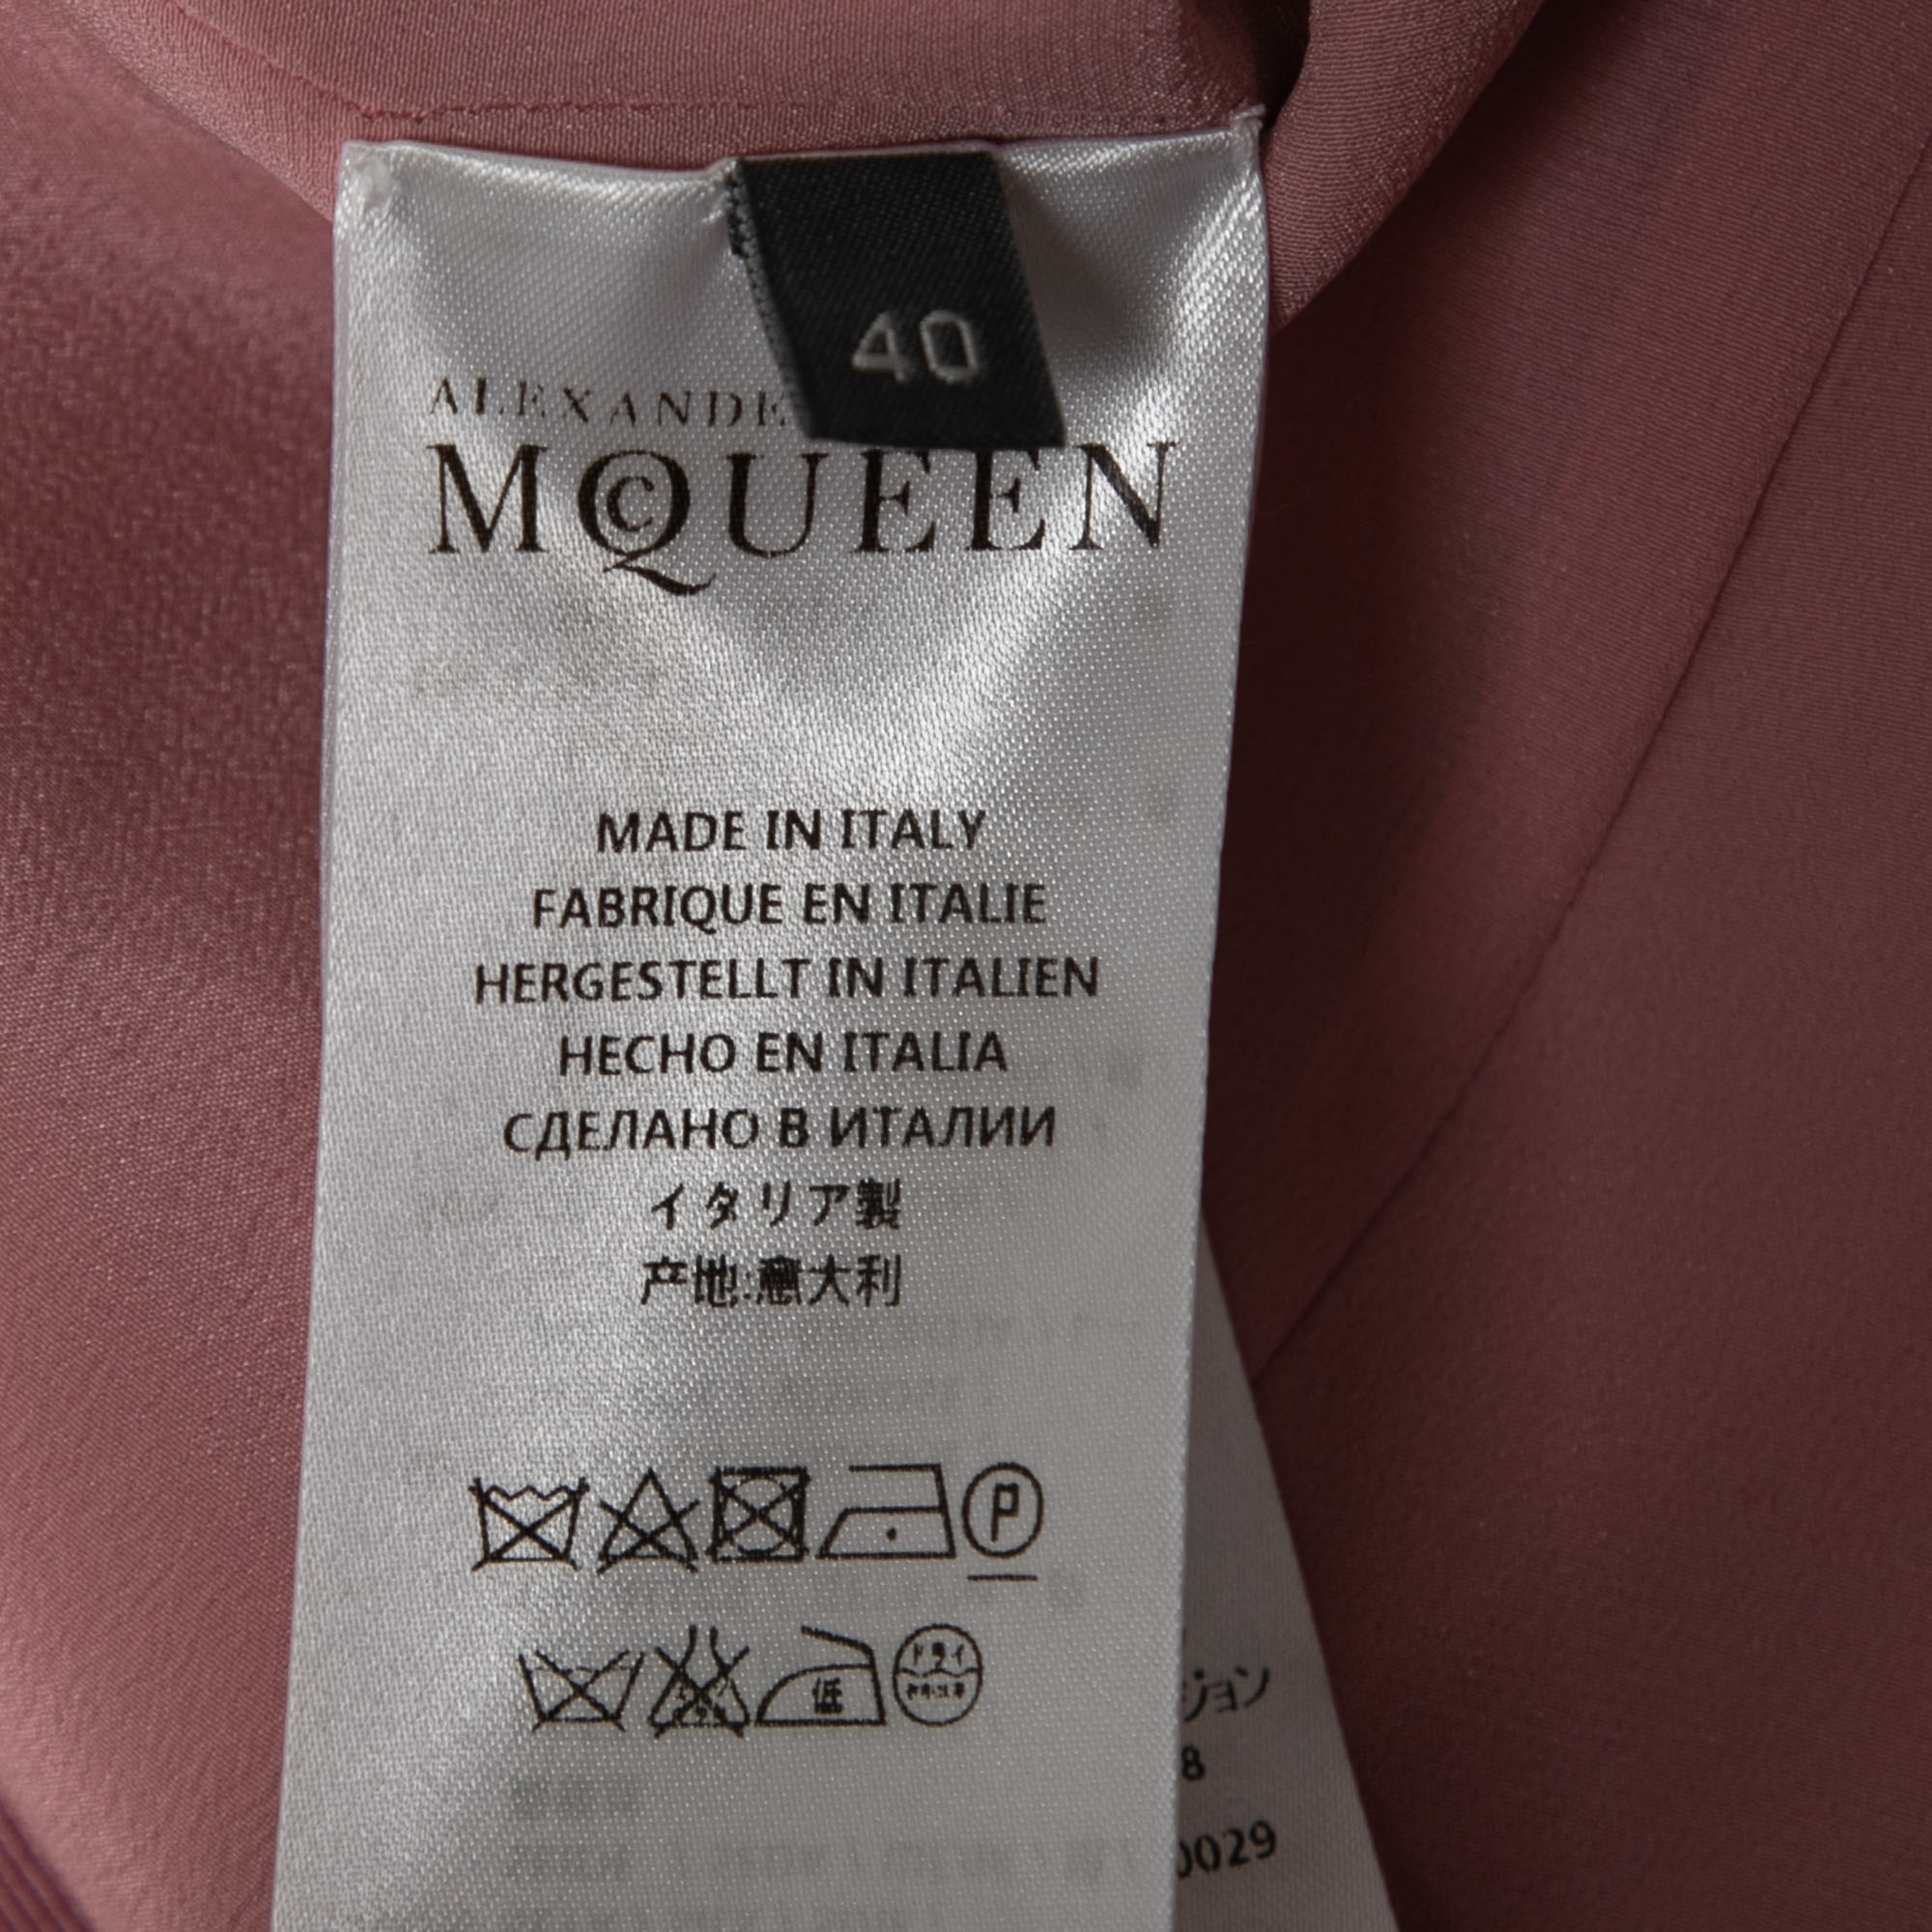 40
ALEXANDE
McQUEEN
MADE IN ITALY
FABRIQUE EN ITALIE
HERGESTELLT IN ITALIEN
HECHO EN ITALIA
СДЕЛАНО В ИТАЛИИ
イタリア製
产地:意大利
P
低
ドライ
ジョン
8
0029